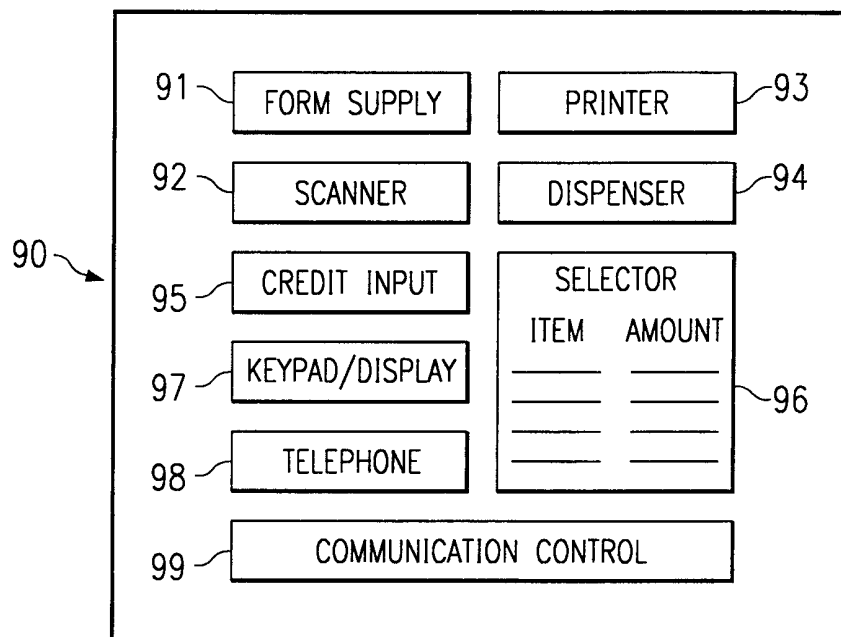 91 FORM SUPPLY PRINTER 93
92 SCANNER DISPENSER 94
90
95 CREDIT INPUT SELECTOR
ITEM AMOUNT
97 KEYPAD/DISPLAY 96
98 TELEPHONE
99 COMMUNICATION CONTROL